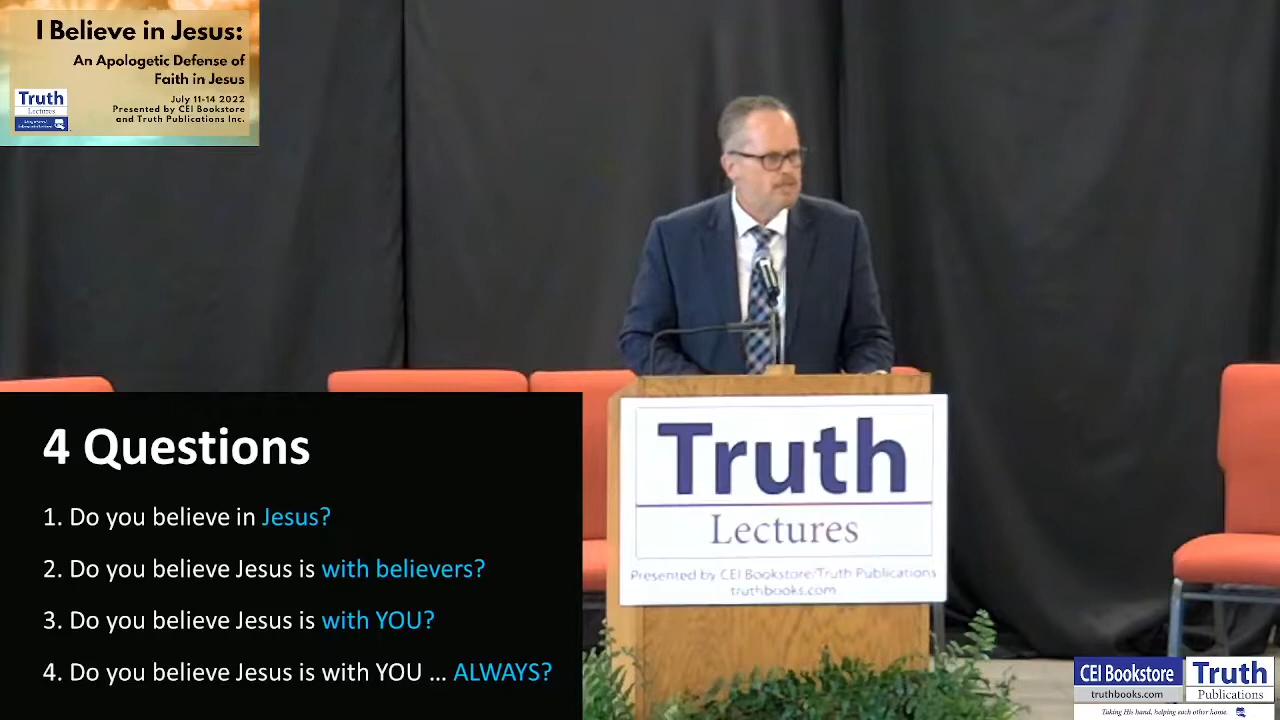 I Believe in Jesus:
An Apologetic Defense of
Faith in Jesus
July 11-14 2022
Presented by CEI Bookstore
and Truth Publications Inc.
Truth
Lectures
4 Questions
1. Do you believe in Jesus?
2. Do you believe Jesus is with believers?
3. Do you believe Jesus is with YOU?
4. Do you believe Jesus is with YOU ... ALWAYS?
Truth
Lectures
Presented by CEI Bookstore/Truth Publications
truthbooks.com
CEI Bookstore
truthbooks.com
Truth
Publications
Taking His hand, helping each other home.